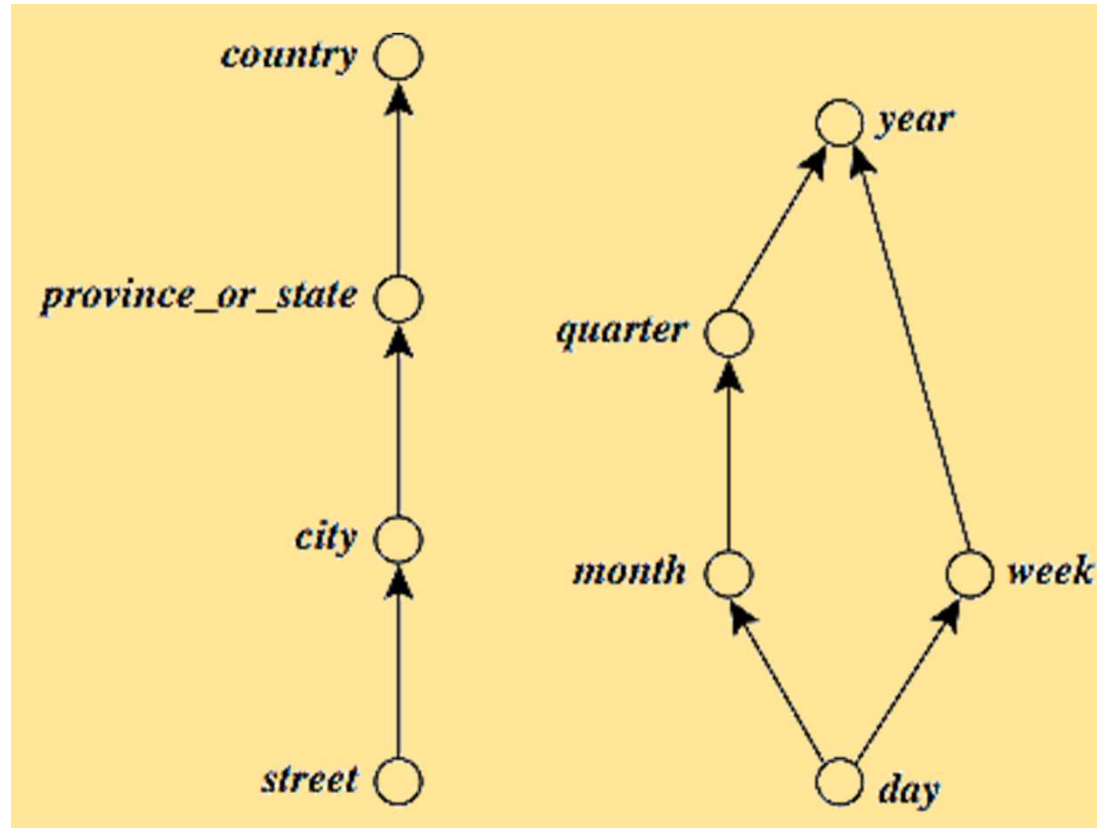 country
year
province_or_state
quarter
city
month
week
street
day